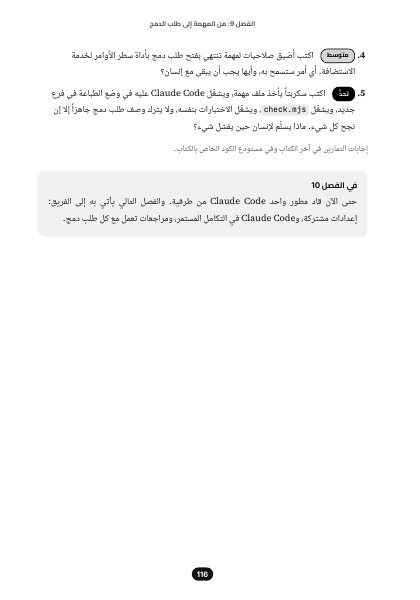 الفصل 9: من المهمة إلى طلب الدمج
4. متوسط اكتب أضيق صلاحيات لمهمة تنتهي بفتح طلب دمج بأداة سطر الأوامر لخدمة
الاستضافة. أي أمر ستسمح به، وأيها يجب أن يبقى مع إنسان؟
5. تحدٍّ اكتب سكربتاً يأخذ ملف مهمة، ويشغّل Claude Code عليه في وضع الطباعة في فرع
جديد، ويشغّل check.mjs، ويشغّل الاختبارات بنفسه، ولا يترك وصف طلب دمج جاهزاً إلا إن
نجح كل شيء. ماذا يسلّم لإنسان حين يفشل شيء؟
إجابات التمارين في آخر الكتاب وفي مستودع الكود الخاص بالكتاب.
في الفصل 10
حتى الآن قاد مطور واحد Claude Code من طرفية. والفصل التالي يأتي به إلى الفريق:
إعدادات مشتركة، وClaude Code في التكامل المستمر، ومراجعات تعمل مع كل طلب دمج.
116